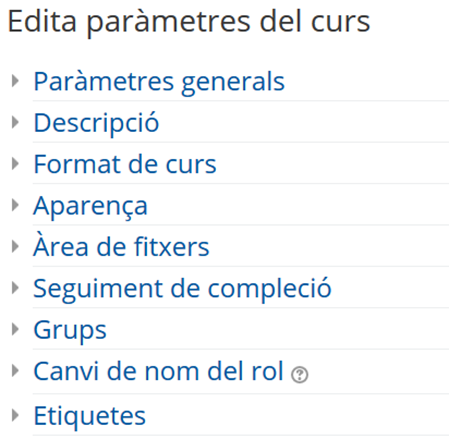 Edita paràmetres del curs
Paràmetres generals
Descripció
Format de curs
Aparença
Àrea de fitxers
Seguiment de compleció
Grups
Canvi de nom del rol ?
Etiquetes